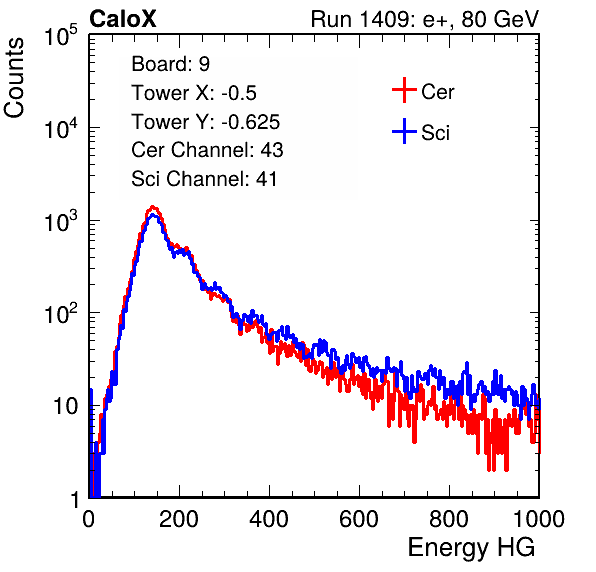 CaloX Run 1409: e+, 80 GeV
Counts
10^5
10^4
10^3
10^2
10
1
Board: 9
Tower X: -0.5
Tower Y: -0.625
Cer Channel: 43
Sci Channel: 41
Cer
Sci
0 200 400 600 800 1000
Energy HG